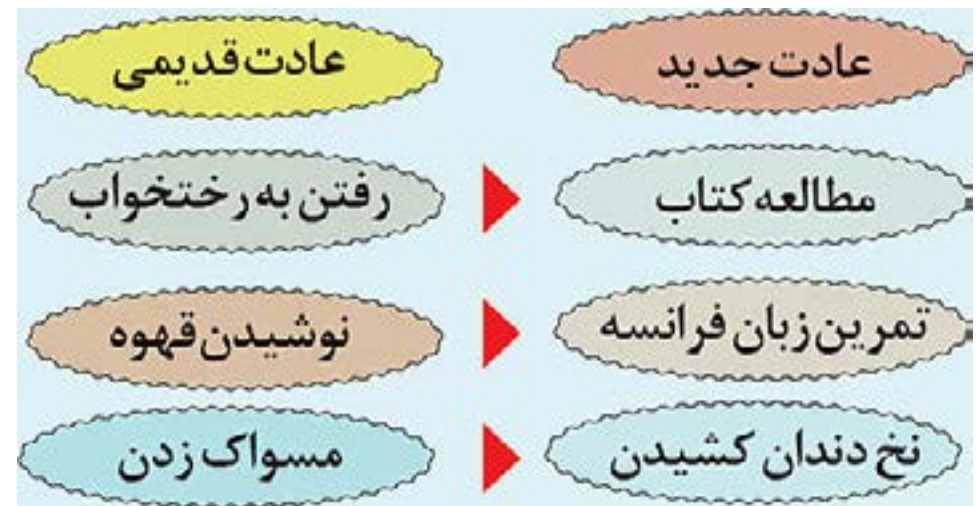 عادت جدید
عادت قدیمی
مطالعه کتاب
رفتن به رختخواب
تمرین زبان فرانسه
نوشیدن قهوه
نخ دندان کشیدن
مسواک زدن